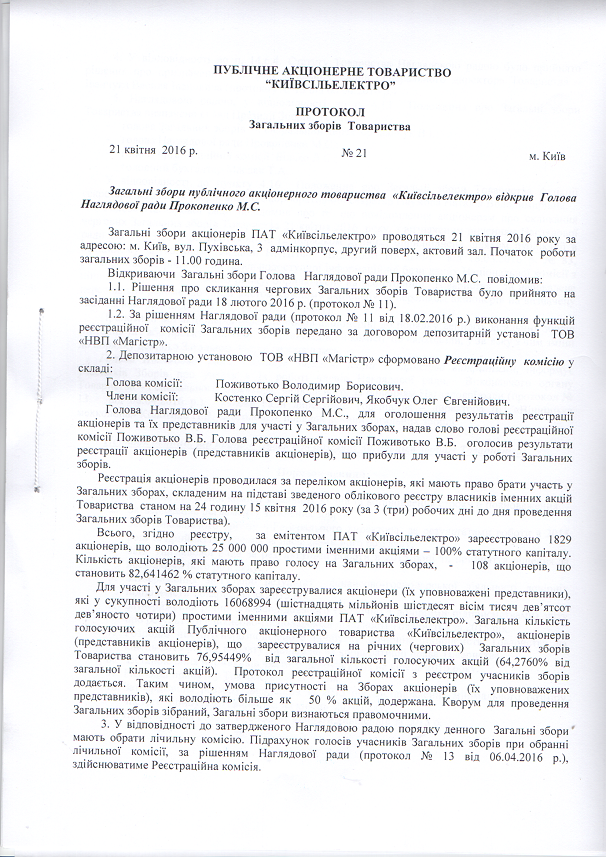 ПУБЛІЧНЕ АКЦІОНЕРНЕ ТОВАРИСТВО
“КИЇВСІЛЬЕЛЕКТРО”
ПРОТОКОЛ
Загальних зборів Товариства
21 квітня 2016 р. № 21 м. Київ
Загальні збори публічного акціонерного товариства «Київсільелектро» відкрив Голова
Наглядової ради Прокопенко М.С.
Загальні збори акціонерів ПАТ «Київсільелектро» проводяться 21 квітня 2016 року за
адресою: м. Київ, вул. Пухівська, 3 адмінкорпус, другий поверх, актовий зал. Початок роботи
загальних зборів - 11.00 година.
Відкриваючи Загальні збори Голова Наглядової ради Прокопенко М.С. повідомив:
1.1. Рішення про скликання чергових Загальних зборів Товариства було прийнято на
засіданні Наглядової ради 18 лютого 2016 р. (протокол № 11).
1.2. За рішенням Наглядової ради (протокол № 11 від 18.02.2016 р.) виконання функцій
реєстраційної комісії Загальних зборів передано за договором депозитарній установі ТОВ
«НВП «Магістр».
2. Депозитарною установою ТОВ «НВП «Магістр» сформовано Реєстраційну комісію у
складі:
Голова комісії: Поживотько Володимир Борисович.
Члени комісії: Костенко Сергій Сергійович, Якобчук Олег Євгенійович.
Голова Наглядової ради Прокопенко М.С., для оголошення результатів реєстрації
акціонерів та їх представників для участі у Загальних зборах, надав слово голові реєстраційної
комісії Поживотько В.Б. Голова реєстраційної комісії Поживотько В.Б. оголосив результати
реєстрації акціонерів (представників акціонерів), що прибули для участі у роботі Загальних
зборів.
Реєстрація акціонерів проводилася за переліком акціонерів, які мають право брати участь у
Загальних зборах, складеним на підставі зведеного облікового реєстру власників іменних акцій
Товариства станом на 24 годину 15 квітня 2016 року (за 3 (три) робочих дні до дня проведення
Загальних зборів Товариства).
Всього, згідно реєстру, за емітентом ПАТ «Київсільелектро» зареєстровано 1829
акціонерів, що володіють 25 000 000 простими іменними акціями – 100% статутного капіталу.
Кількість акціонерів, які мають право голосу на Загальних зборах, - 108 акціонерів, що
становить 82,641462 % статутного капіталу.
Для участі у Загальних зборах зареєструвалися акціонери (їх уповноважені представники),
які у сукупності володіють 16068994 (шістнадцять мільйонів шістдесят вісім тисяч дев’ятсот
дев’яносто чотири) простими іменними акціями ПАТ «Київсільелектро». Загальна кількість
голосуючих акцій Публічного акціонерного товариства «Київсільелектро», акціонерів
(представників акціонерів), що зареєструвалися на річних (чергових) Загальних зборів
Товариства становить 76,95449% від загальної кількості голосуючих акцій (64,2760% від
загальної кількості акцій). Протокол реєстраційної комісії з реєстром учасників зборів
додається. Таким чином, умова присутності на Зборах акціонерів (їх уповноважених
представників), які володіють більше як 50 % акцій, додержана. Кворум для проведення
Загальних зборів зібраний, Загальні збори визнаються правомочними.
3. У відповідності до затвердженого Наглядовою радою порядку денного Загальні збори
мають обрати лічильну комісію. Підрахунок голосів учасників Загальних зборів при обранні
лічильної комісії, за рішенням Наглядової ради (протокол № 13 від 06.04.2016 р.),
здійснюватиме Реєстраційна комісія.